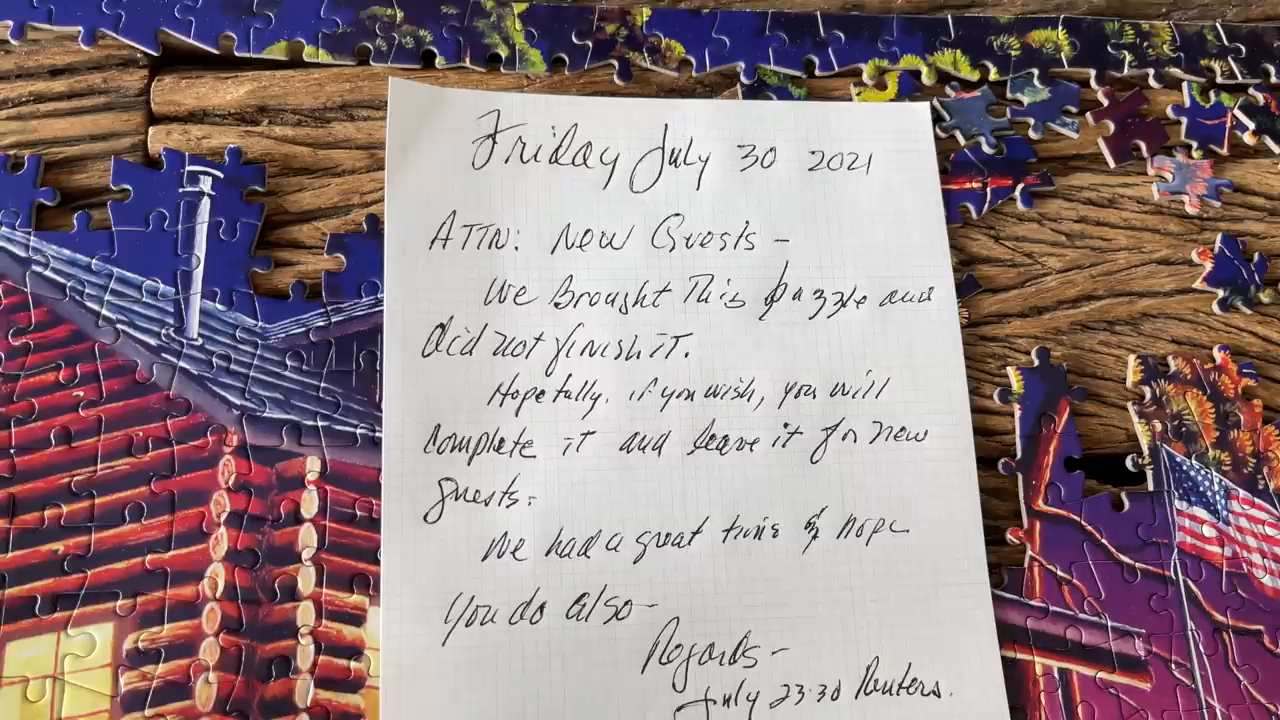 Friday July 30 2021
ATTN: New Guests -
We Brought This puzzle and
did not finish it.
Hopefully, if you wish, you will
complete it and leave it for new
guests.
We had a great time & hope
you do also -
Regards -
July 23-30 Renters.